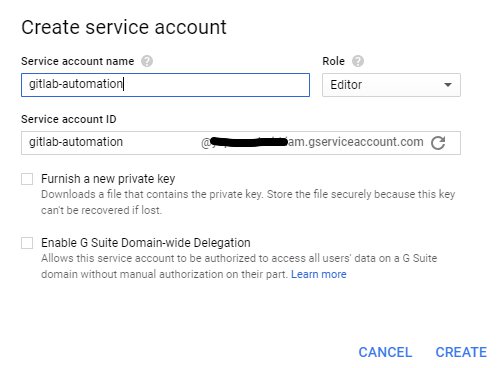 Create service account
Service account name ? Role ?
gitlab-automation Editor
Service account ID
gitlab-automation @ am.gserviceaccount.com
Furnish a new private key
Downloads a file that contains the private key. Store the file securely because this key
can't be recovered if lost.
Enable G Suite Domain-wide Delegation
Allows this service account to be authorized to access all users' data on a G Suite
domain without manual authorization on their part. Learn more
CANCEL CREATE